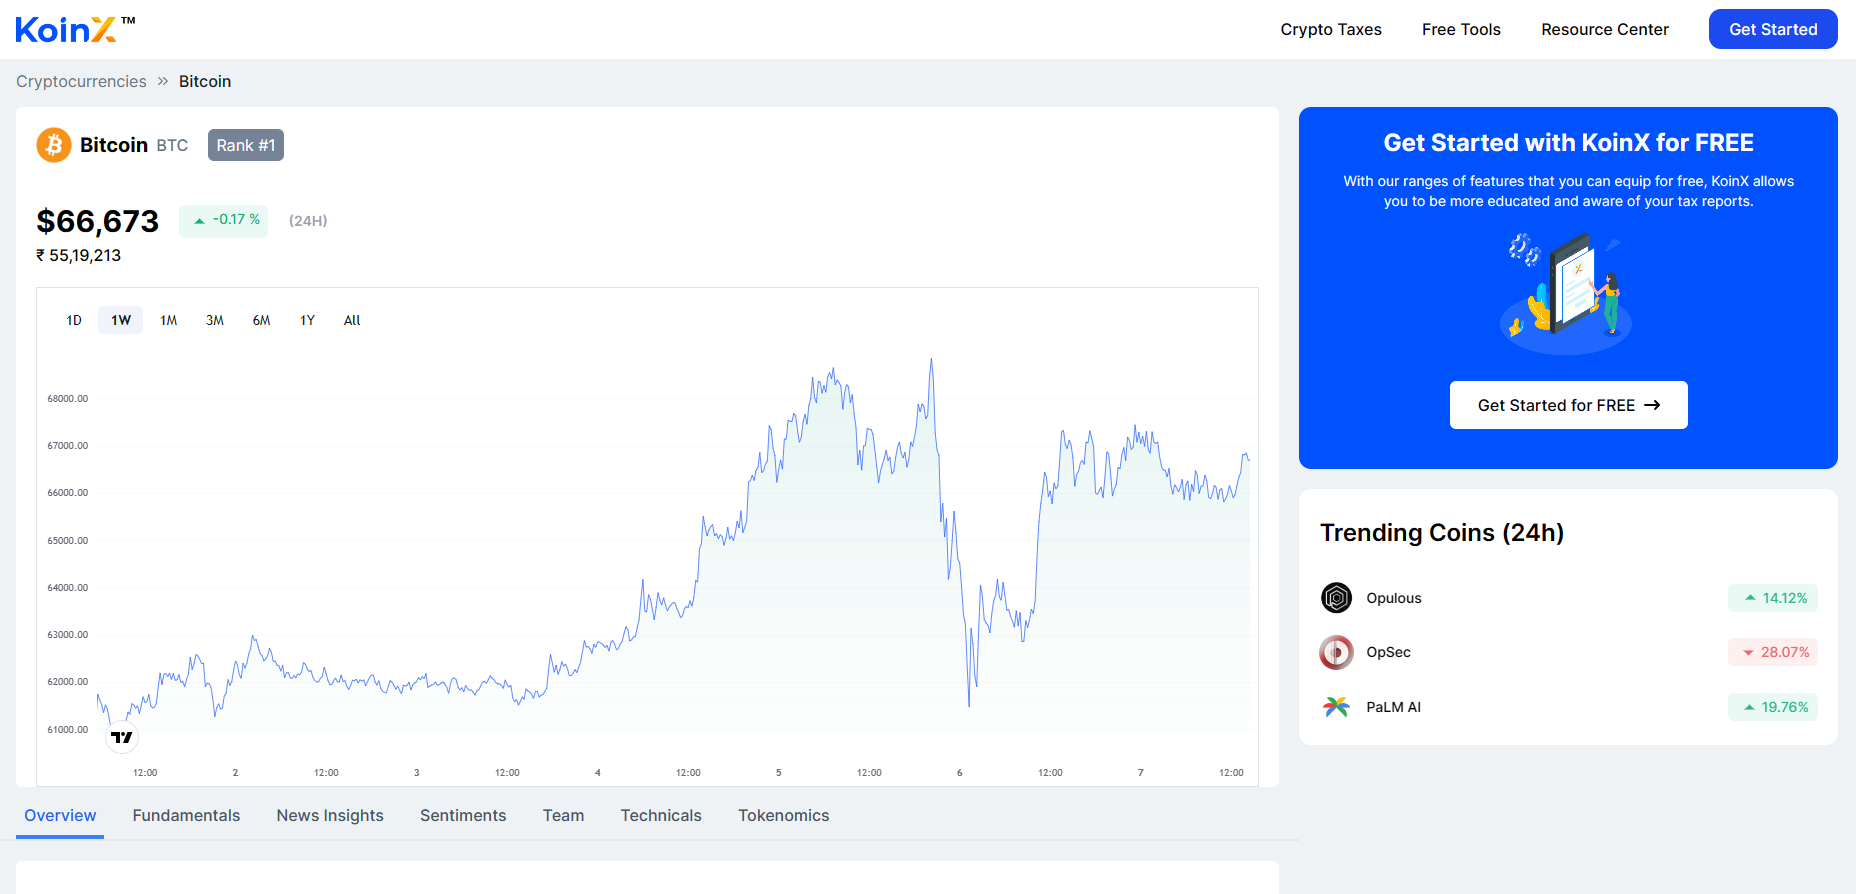 KoinX™
Crypto Taxes
Free Tools
Resource Center
Get Started
Cryptocurrencies » Bitcoin
Bitcoin BTC Rank #1
$66,673 -0.17 % (24H)
₹ 55,19,213
1D 1W 1M 3M 6M 1Y All
68000.00
67000.00
66000.00
65000.00
64000.00
63000.00
62000.00
61000.00
12:00 2 12:00 3 12:00 4 12:00 5 12:00 6 12:00 7 12:00
Overview Fundamentals News Insights Sentiments Team Technicals Tokenomics
Get Started with KoinX for FREE
With our ranges of features that you can equip for free, KoinX allows
you to be more educated and aware of your tax reports.
Get Started for FREE →
Trending Coins (24h)
Opulous 14.12%
OpSec 28.07%
PaLM AI 19.76%